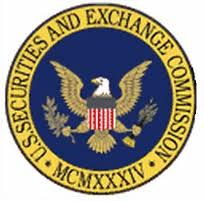 U.S. SECURITIES AND EXCHANGE COMMISSION
MCMXXXIV